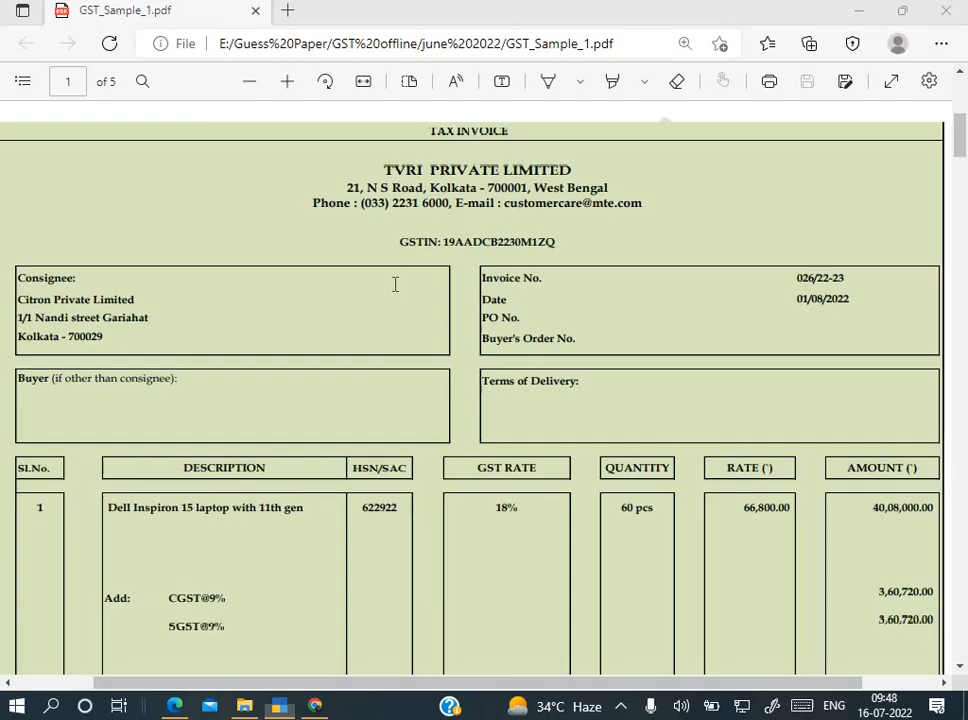 GST_Sample_1.pdf
File E:/Guess%20Paper/GST%20offline/june%202022/GST_Sample_1.pdf
1 of 5
TAX INVOICE
TVRI PRIVATE LIMITED
21, N S Road, Kolkata - 700001, West Bengal
Phone : (033) 2231 6000, E-mail : customercare@mte.com
GSTIN: 19AADCB2230M1ZQ
Consignee:
Citron Private Limited
1/1 Nandi street Gariahat
Kolkata - 700029
Invoice No. 026/22-23
Date 01/08/2022
PO No.
Buyer's Order No.
Buyer (if other than consignee):
Terms of Delivery:
Sl.No. DESCRIPTION HSN/SAC GST RATE QUANTITY RATE (`) AMOUNT (`)
1 Dell Inspiron 15 laptop with 11th gen 622922 18% 60 pcs 66,800.00 40,08,000.00
Add: CGST@9% 3,60,720.00
SGST@9% 3,60,720.00
34°C Haze ENG 09:48
16-07-2022